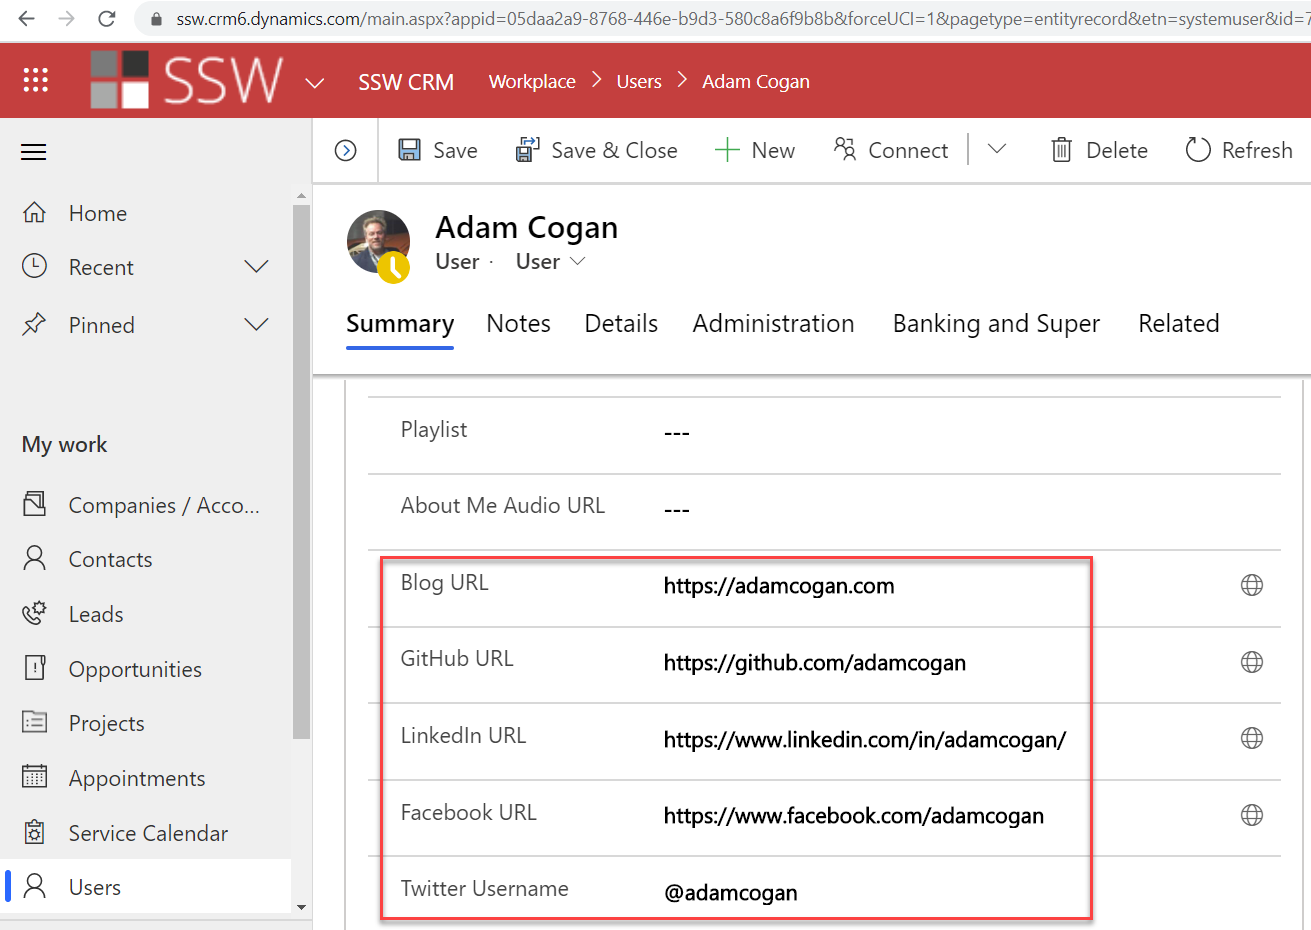 ssw.crm6.dynamics.com/main.aspx?appid=05daa2a9-8768-446e-b9d3-580c8a6f9b8b&forceUCI=1&pagetype=entityrecord&etn=systemuser&id=7
SSW SSW CRM Workplace Users Adam Cogan
Save Save & Close New Connect Delete Refresh
Home
Recent
Pinned
My work
Companies / Acco...
Contacts
Leads
Opportunities
Projects
Appointments
Service Calendar
Users
Adam Cogan
User · User
Summary Notes Details Administration Banking and Super Related
Playlist ---
About Me Audio URL ---
Blog URL https://adamcogan.com
GitHub URL https://github.com/adamcogan
LinkedIn URL https://www.linkedin.com/in/adamcogan/
Facebook URL https://www.facebook.com/adamcogan
Twitter Username @adamcogan